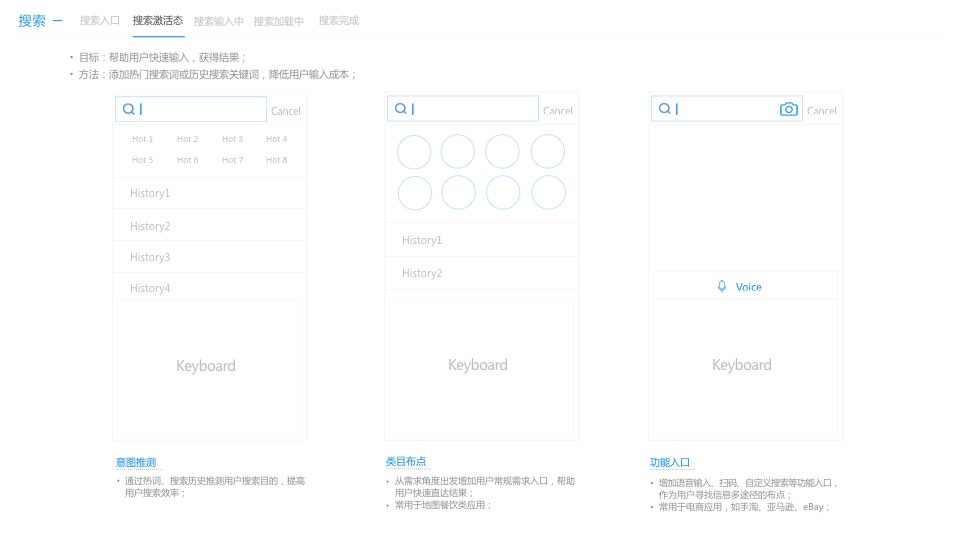 搜索 —
搜索入口 搜索激活态 搜索输入中 搜索加载中 搜索完成
• 目标：帮助用户快速输入，获得结果；
• 方法：添加热门搜索词或历史搜索关键词，降低用户输入成本；
Cancel
Hot 1 Hot 2 Hot 3 Hot 4
Hot 5 Hot 6 Hot 7 Hot 8
History1
History2
History3
History4
Keyboard
意图推测
• 通过热词、搜索历史推测用户搜索目的，提高
用户搜索效率；
Cancel
History1
History2
Keyboard
类目布点
• 从需求角度出发增加用户常规需求入口，帮助
用户快速直达结果；
• 常用于地图餐饮类应用；
Cancel
Voice
Keyboard
功能入口
• 增加语音输入、扫码、自定义搜索等功能入口，
作为用户寻找信息多途径的布点；
• 常用于电商应用，如手淘、亚马逊、eBay；